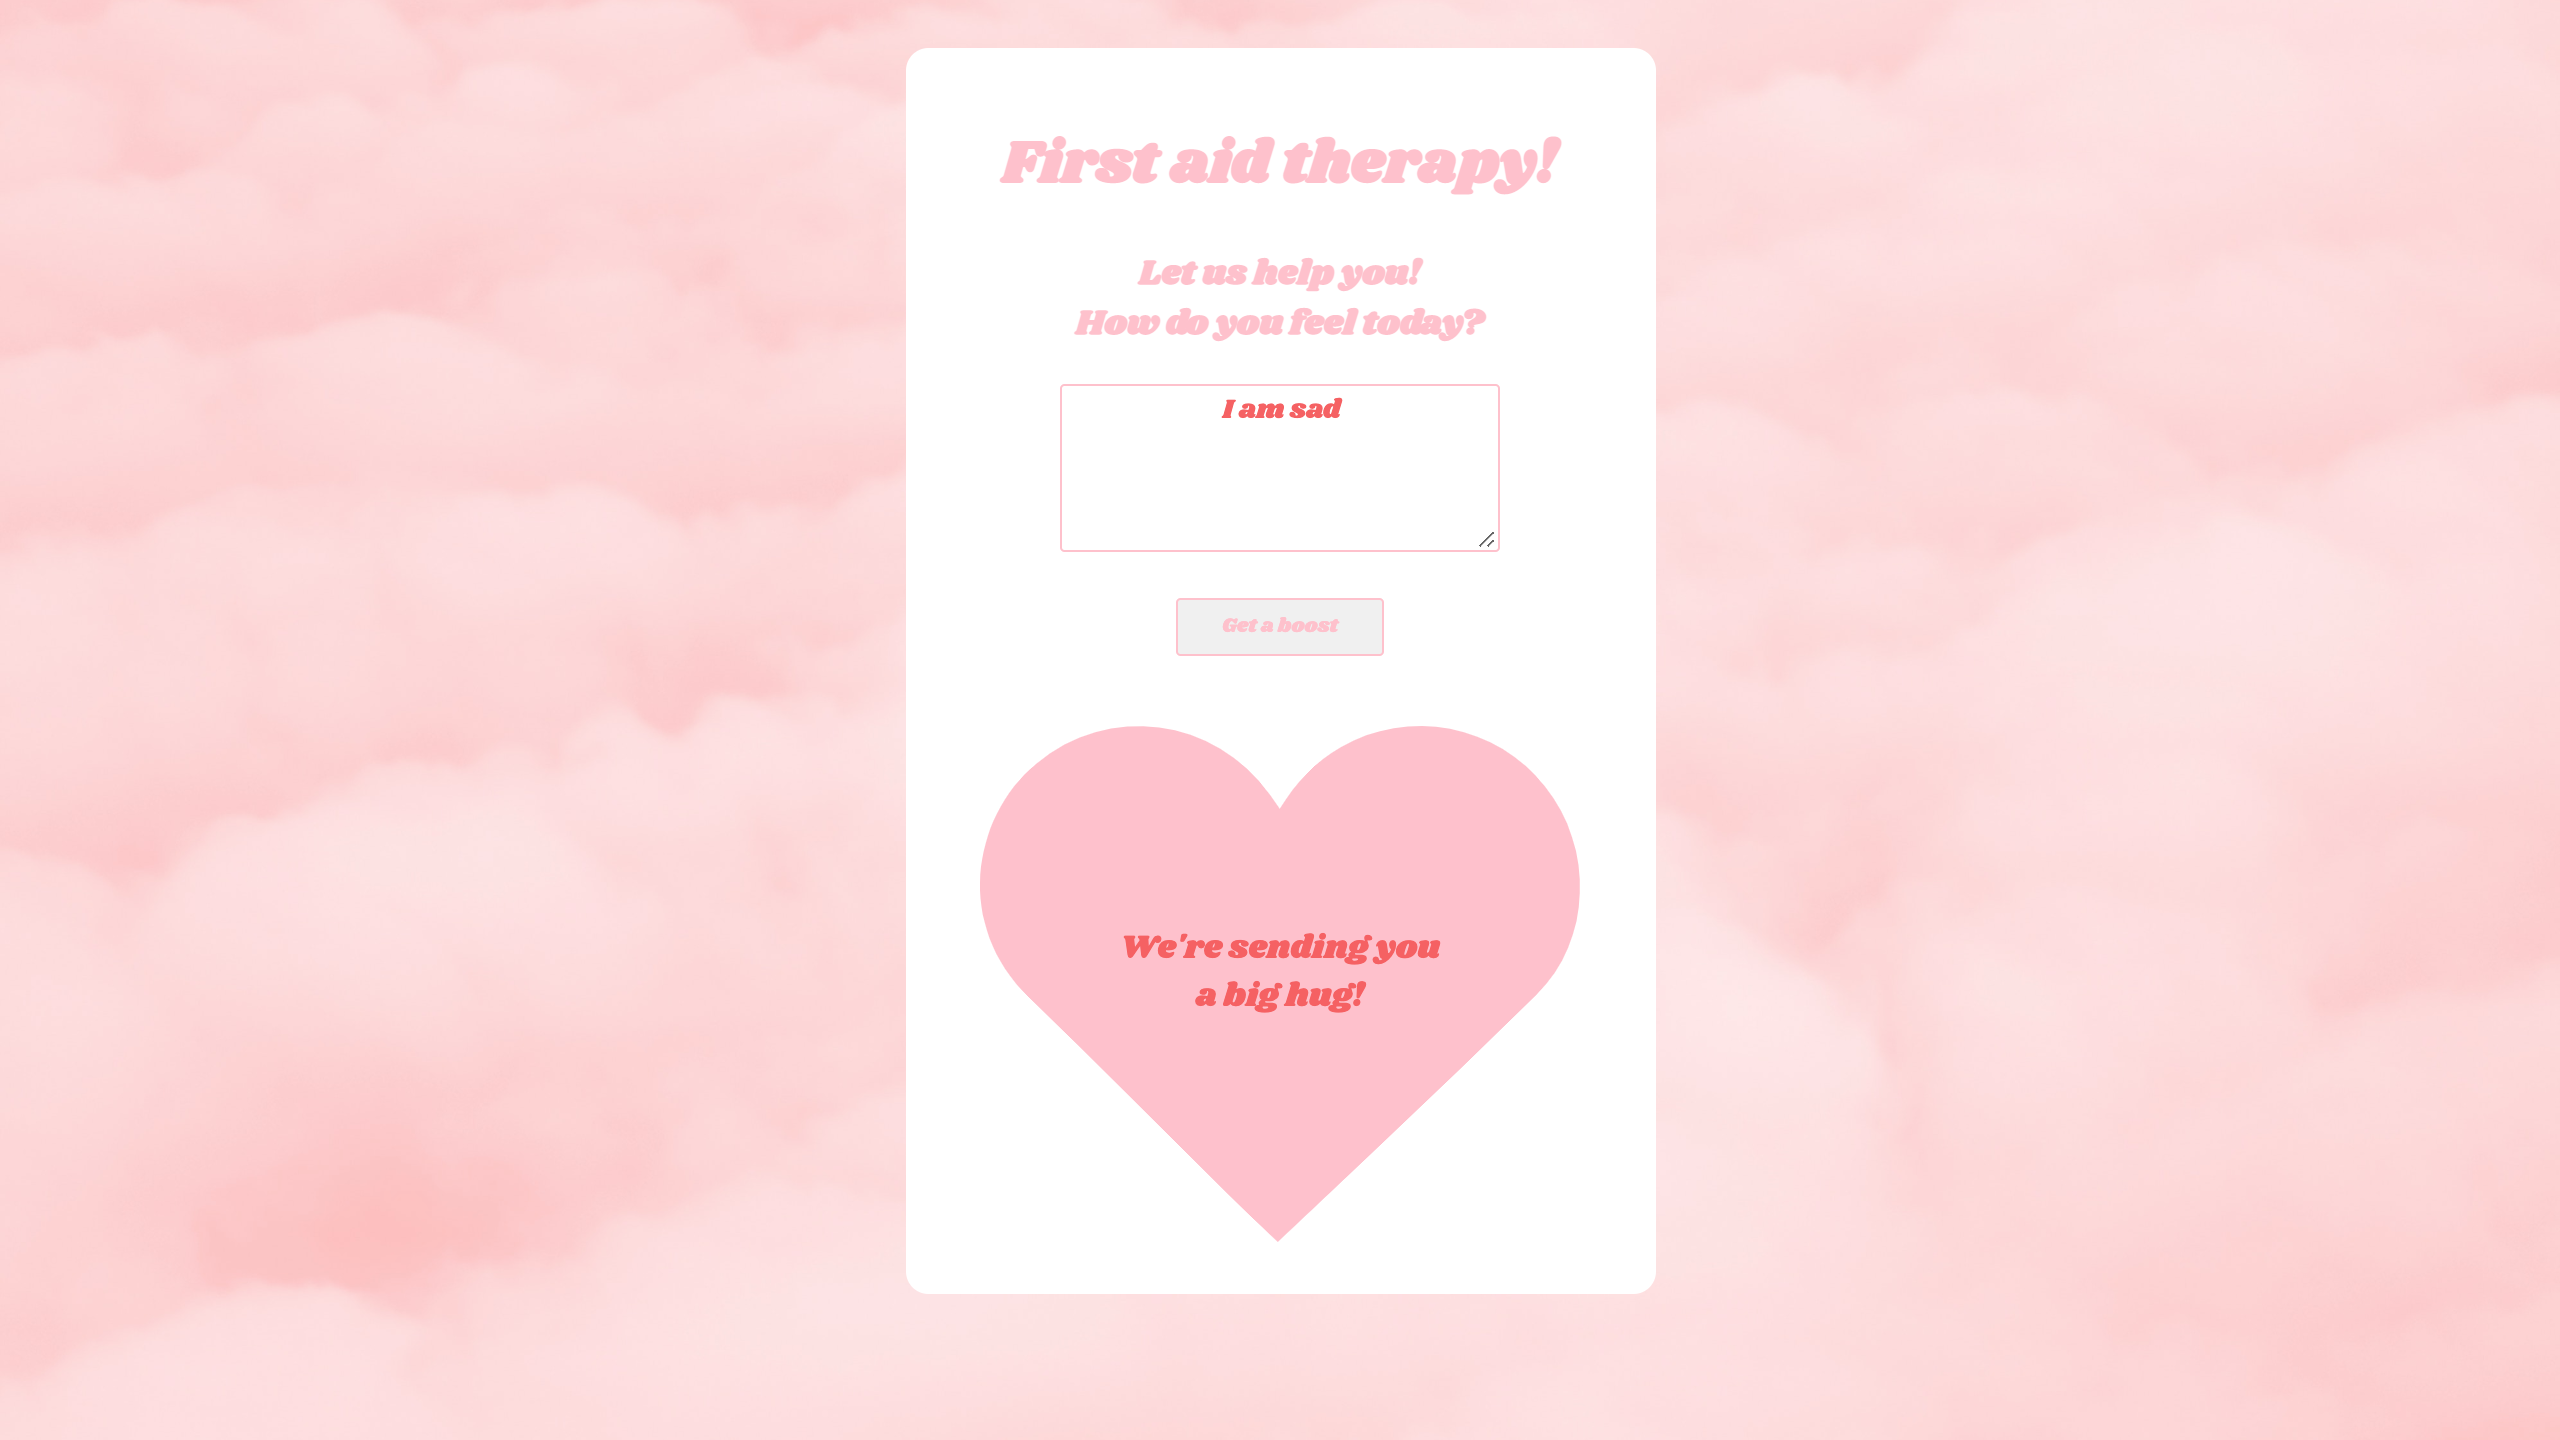 First aid therapy!
Let us help you!
How do you feel today?
I am sad
Get a boost
We're sending you
a big hug!